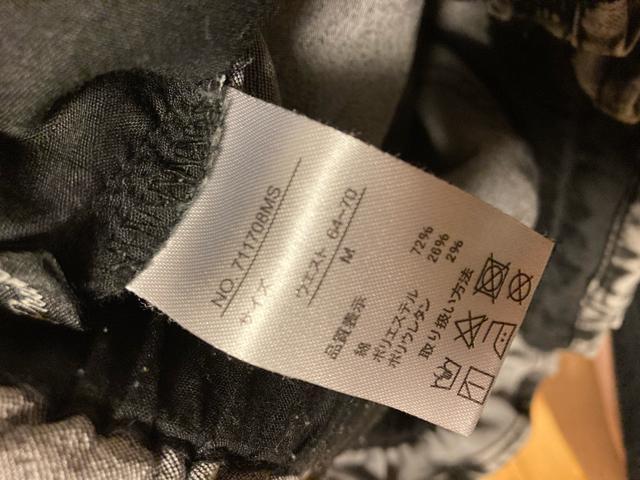 NO 711708MS
サイズ
ウエスト 64~70
M
品質表示
綿 72%
ポリエステル 26%
ポリウレタン 2%
取り扱い方法